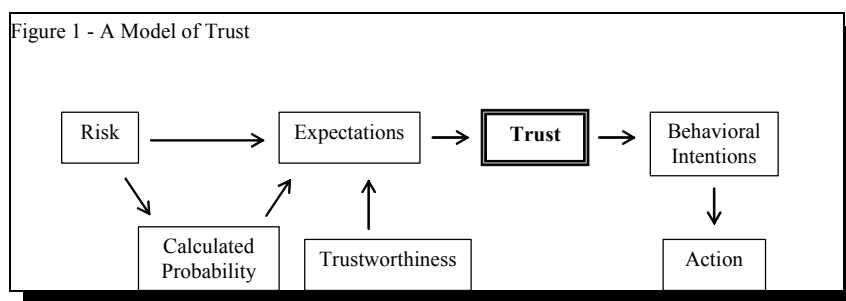 Figure 1 - A Model of Trust
Risk
Expectations
Trust
Behavioral
Intentions
Calculated
Probability
Trustworthiness
Action